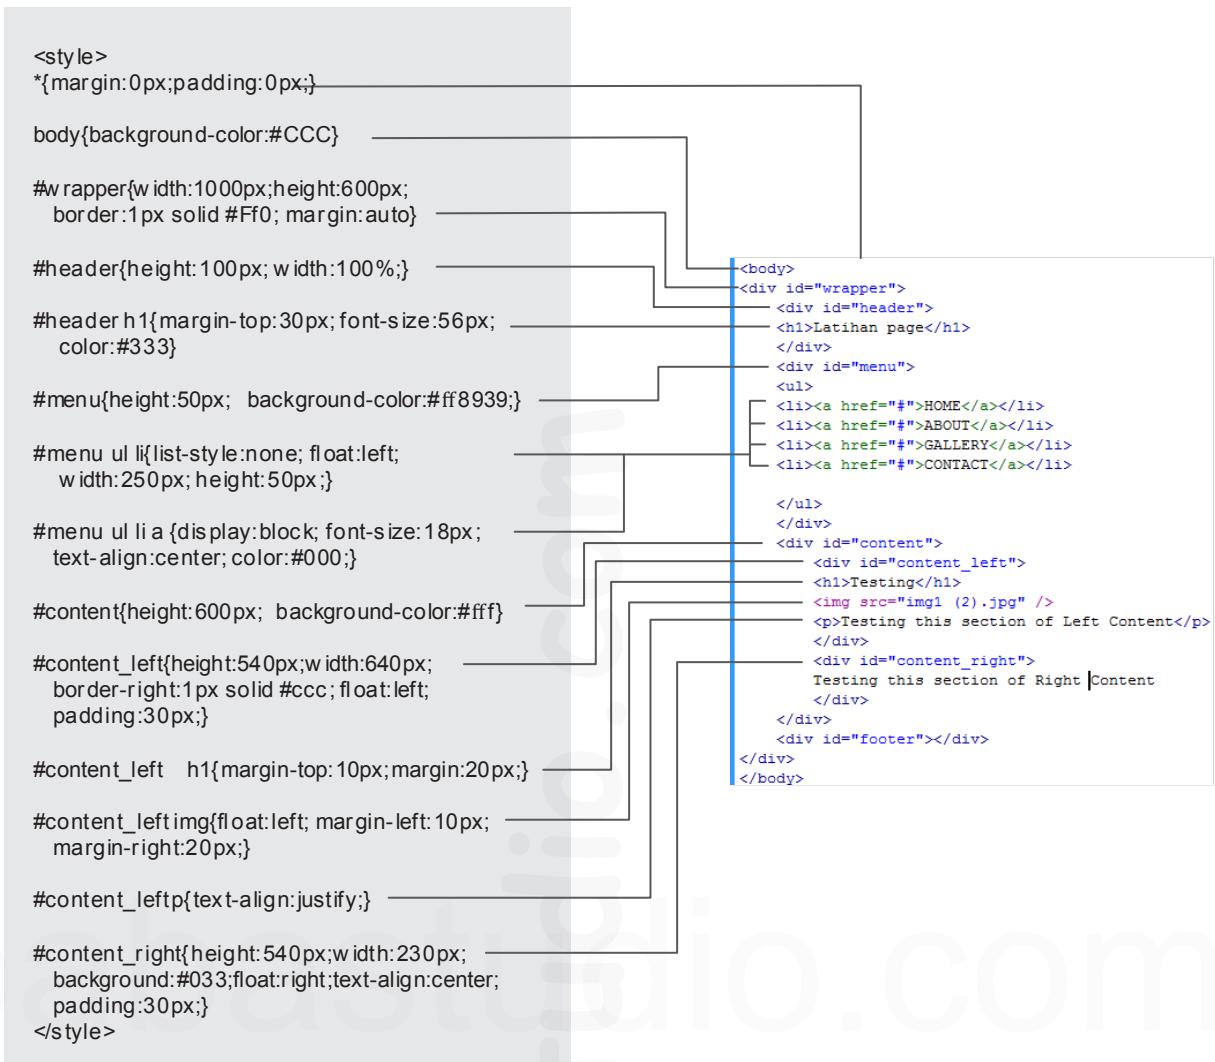 <style>
*{margin:0px;padding:0px;}
body{background-color:#CCC}
#wrapper{width:1000px;height:600px;
border:1px solid #Ff0; margin:auto}
#header{height:100px; width:100%;}
#header h1{margin-top:30px; font-size:56px;
color:#333}
#menu{height:50px; background-color:#ff8939;}
#menu ul li{list-style:none; float:left;
width:250px; height:50px;}
#menu ul li a {display:block; font-size:18px;
text-align:center; color:#000;}
#content{height:600px; background-color:#fff}
#content_left{height:540px;width:640px;
border-right:1px solid #ccc; float:left;
padding:30px;}
#content_left h1{margin-top:10px;margin:20px;}
#content_left img{float:left; margin-left:10px;
margin-right:20px;}
#content_leftp{text-align:justify;}
#content_right{height:540px;width:230px;
background:#033;float:right;text-align:center;
padding:30px;}
</style>
<body>
<div id="wrapper">
<div id="header">
<h1>Latihan page</h1>
</div>
<div id="menu">
<ul>
<li><a href="#">HOME</a></li>
<li><a href="#">ABOUT</a></li>
<li><a href="#">GALLERY</a></li>
<li><a href="#">CONTACT</a></li>
</ul>
</div>
<div id="content">
<div id="content_left">
<h1>Testing</h1>
<img src="img1 (2).jpg" />
<p>Testing this section of Left Content</p>
</div>
<div id="content_right">
Testing this section of Right Content
</div>
</div>
<div id="footer"></div>
</div>
</body>